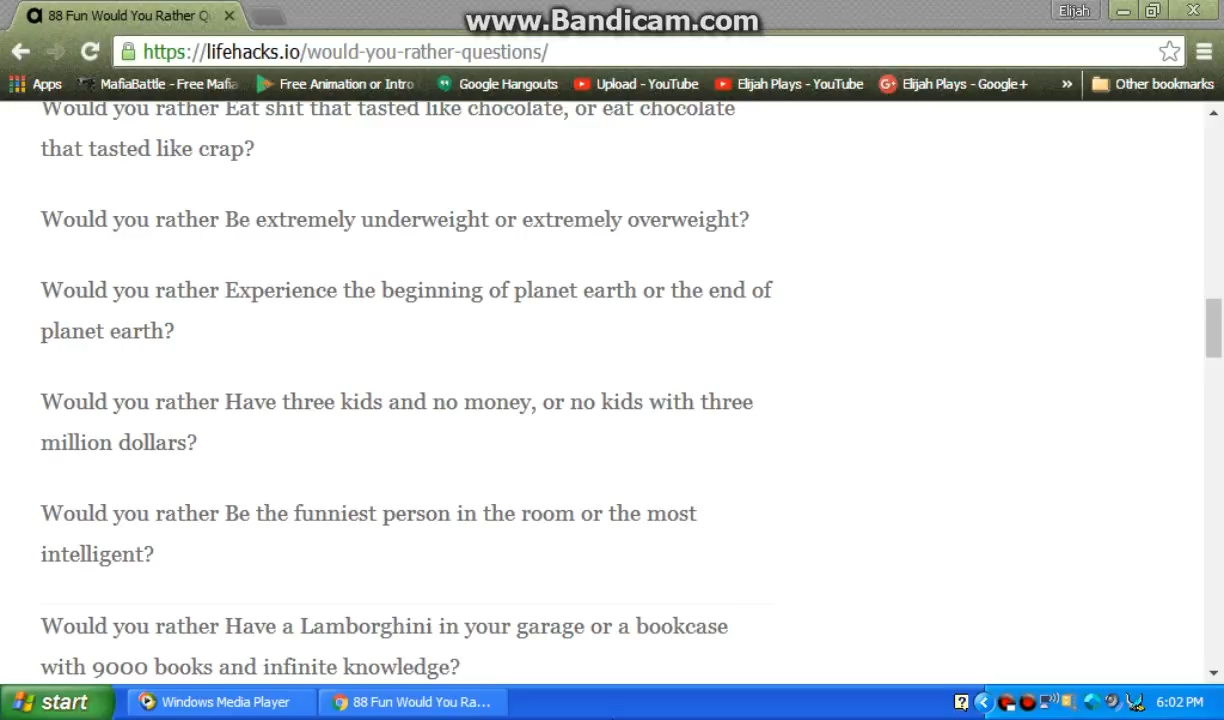 88 Fun Would You Rather Q
www.Bandicam.com
Elijah
https://lifehacks.io/would-you-rather-questions/
Apps MafiaBattle - Free Mafia Free Animation or Intro Google Hangouts Upload - YouTube Elijah Plays - YouTube Elijah Plays - Google+ » Other bookmarks
Would you rather Eat shit that tasted like chocolate, or eat chocolate
that tasted like crap?
Would you rather Be extremely underweight or extremely overweight?
Would you rather Experience the beginning of planet earth or the end of
planet earth?
Would you rather Have three kids and no money, or no kids with three
million dollars?
Would you rather Be the funniest person in the room or the most
intelligent?
Would you rather Have a Lamborghini in your garage or a bookcase
with 9000 books and infinite knowledge?
start Windows Media Player 88 Fun Would You Ra... 6:02 PM